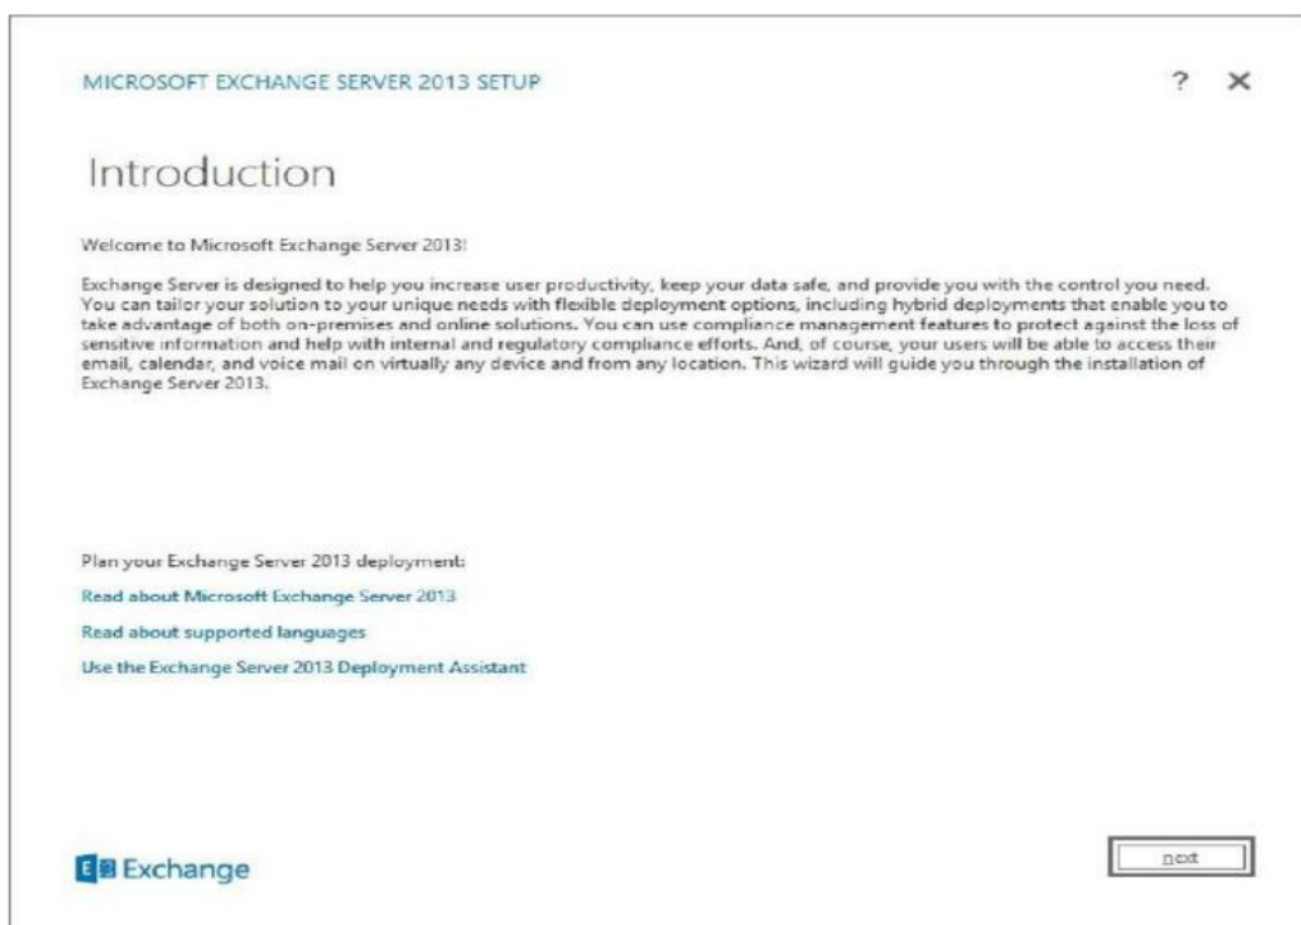 MICROSOFT EXCHANGE SERVER 2013 SETUP
?
Introduction
Welcome to Microsoft Exchange Server 2013!
Exchange Server is designed to help you increase user productivity, keep your data safe, and provide you with the control you need.
You can tailor your solution to your unique needs with flexible deployment options, including hybrid deployments that enable you to
take advantage of both on-premises and online solutions. You can use compliance management features to protect against the loss of
sensitive information and help with internal and regulatory compliance efforts. And, of course, your users will be able to access their
email, calendar, and voice mail on virtually any device and from any location. This wizard will guide you through the installation of
Exchange Server 2013.
Plan your Exchange Server 2013 deployment:
Read about Microsoft Exchange Server 2013
Read about supported languages
Use the Exchange Server 2013 Deployment Assistant
E Exchange
next